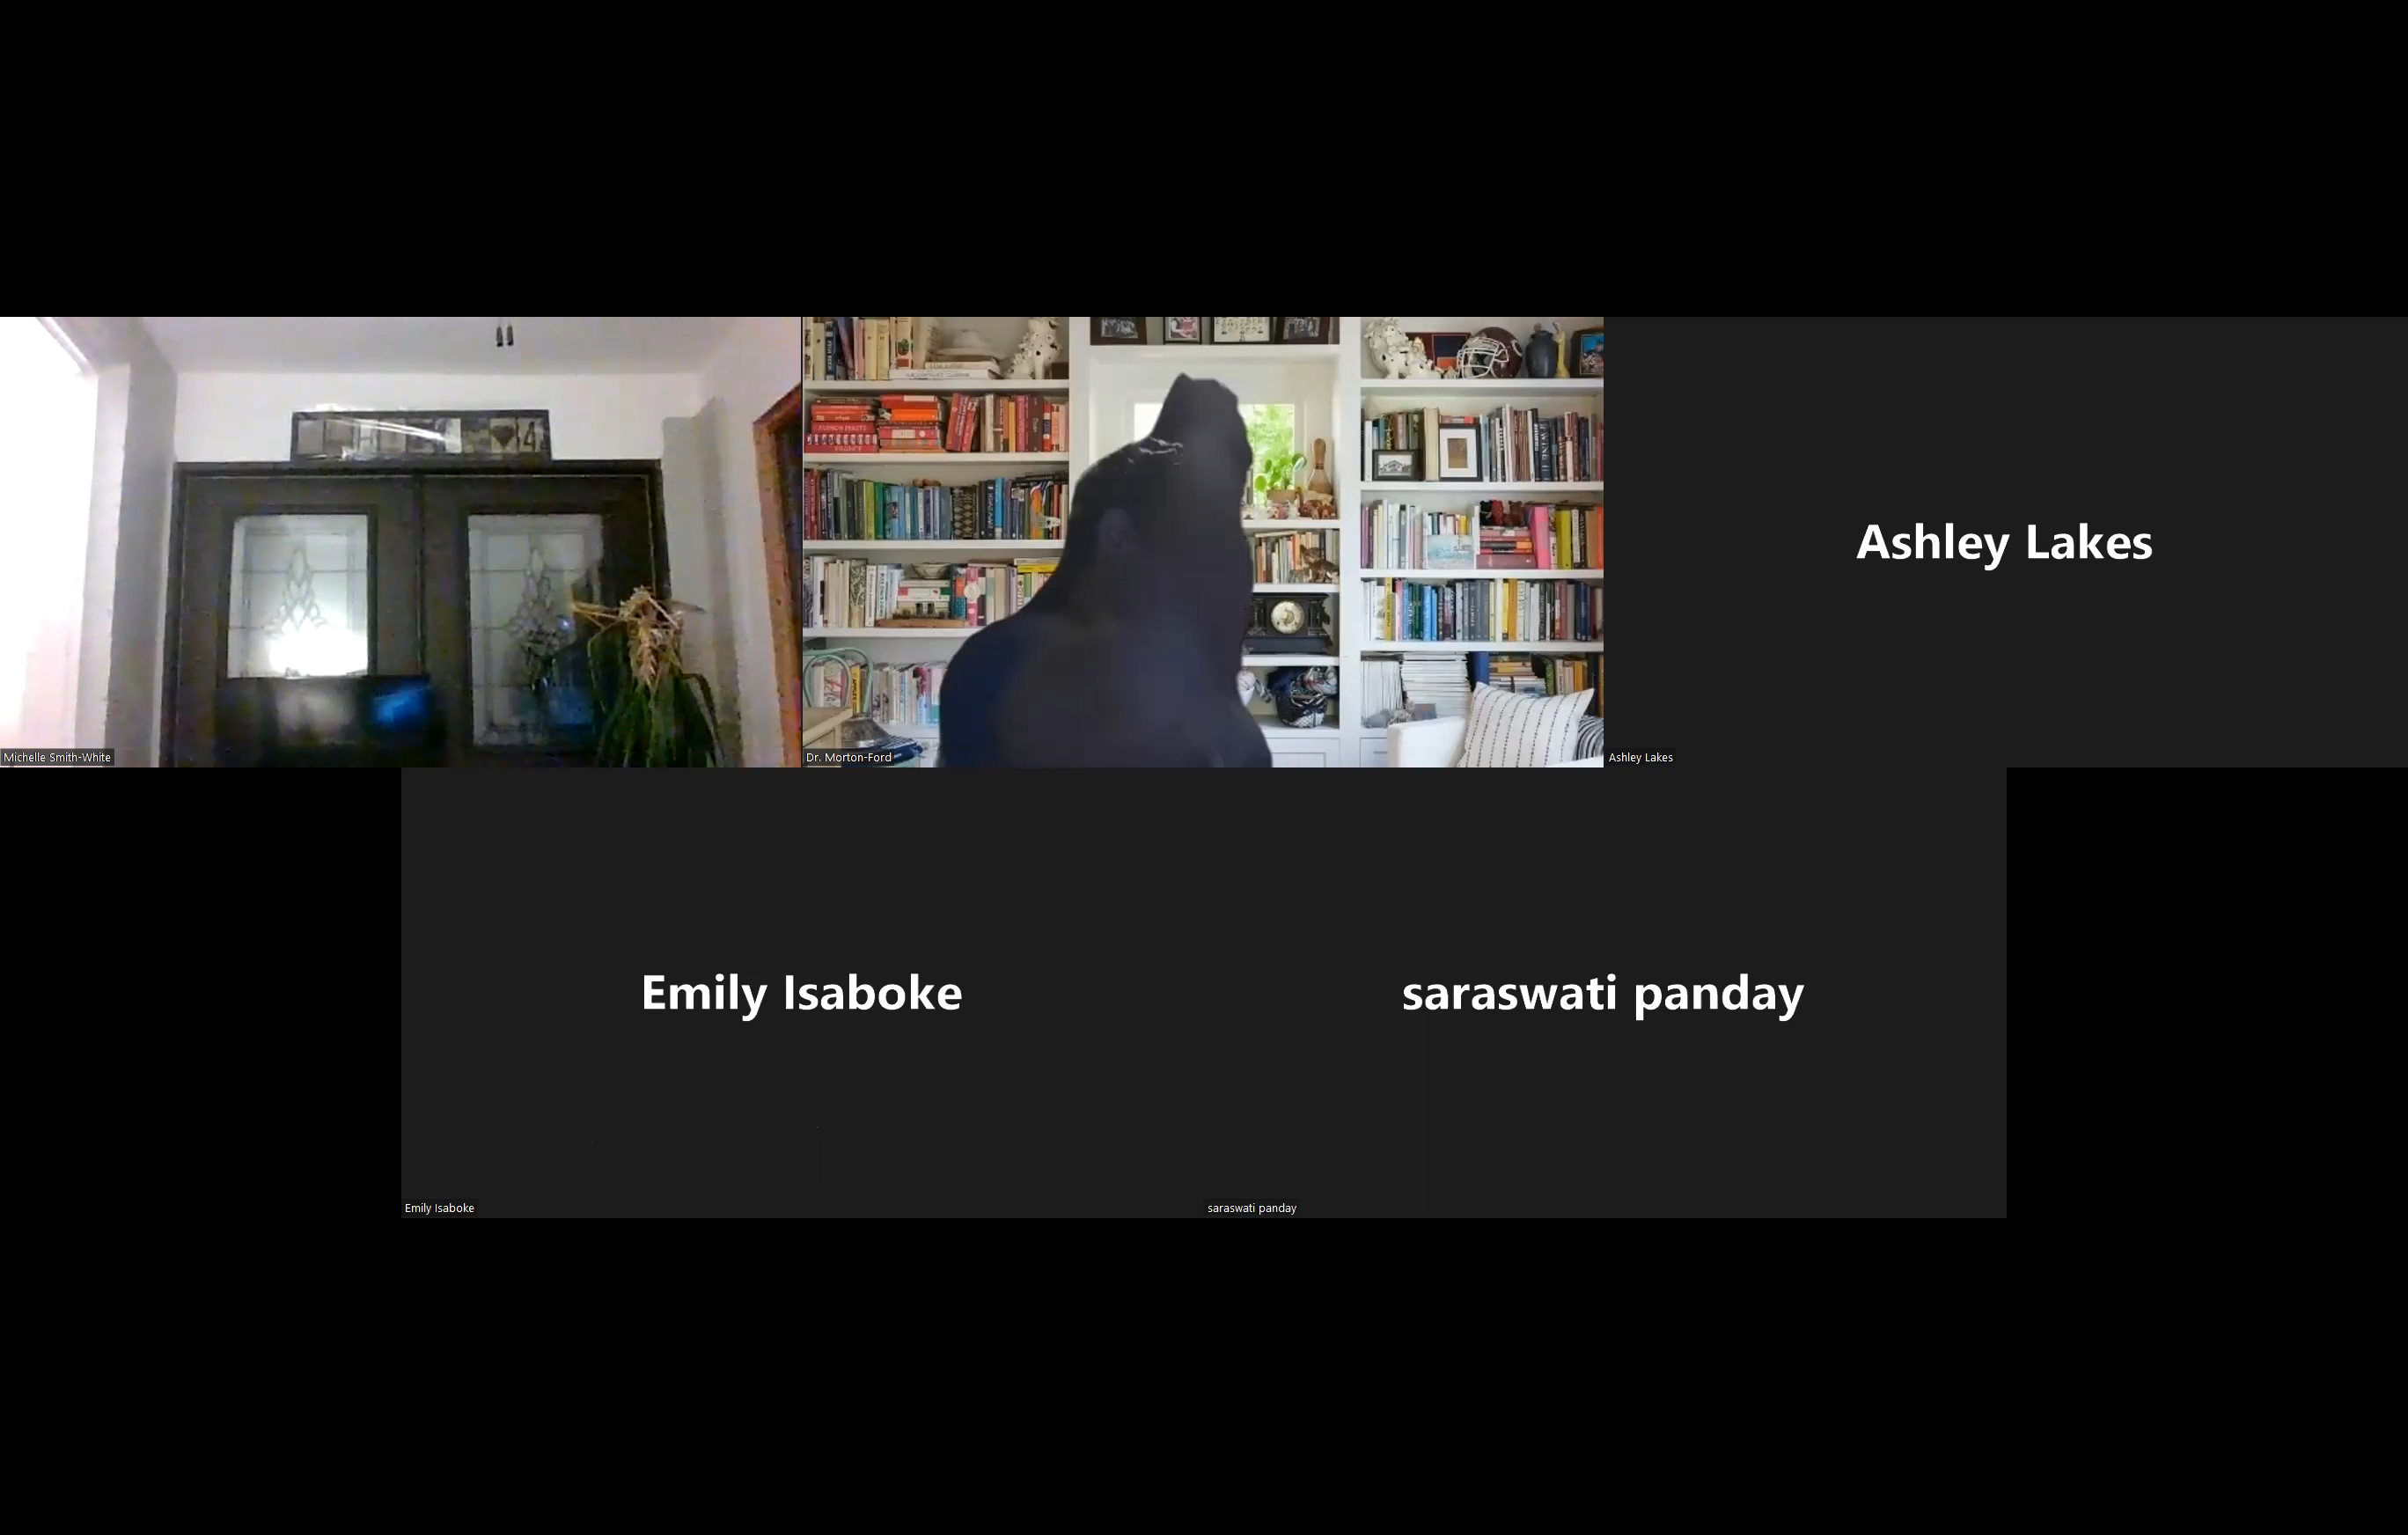 Michelle Smith-White
Dr. Morton-Ford
Ashley Lakes
Ashley Lakes
Emily Isaboke
saraswati panday
Emily Isaboke
saraswati panday